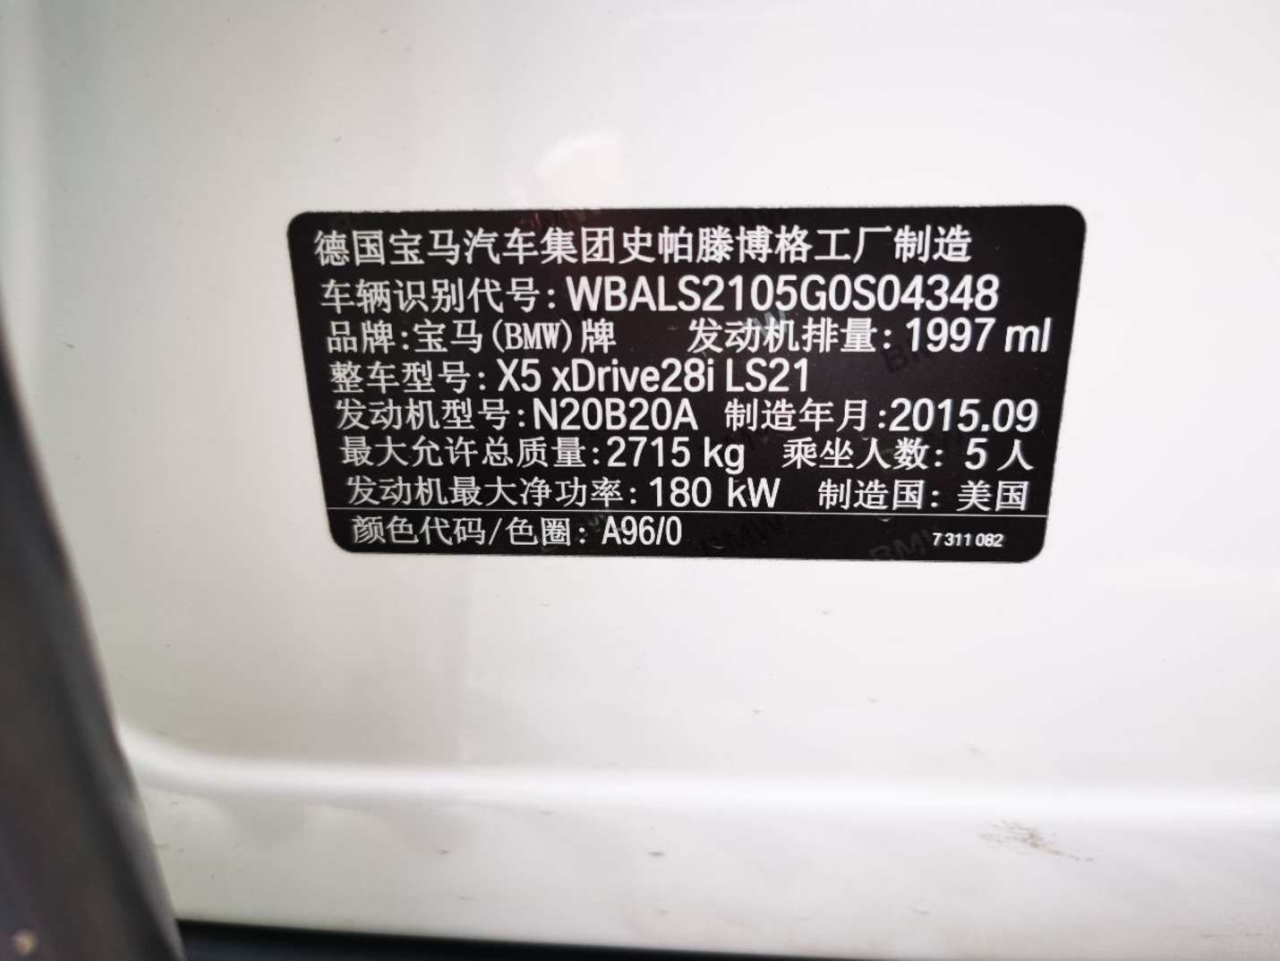 德国宝马汽车集团史帕滕博格工厂制造
车辆识别代号: WBALS2105G0S04348
品牌:宝马(BMW)牌 发动机排量: 1997 ml
整车型号: X5 xDrive28i LS21
发动机型号: N20B20A 制造年月:2015.09
最大允许总质量:2715 kg 乘坐人数: 5 人
发动机最大净功率: 180 kW 制造国: 美国
颜色代码/色圈: A96/0 7 311 082